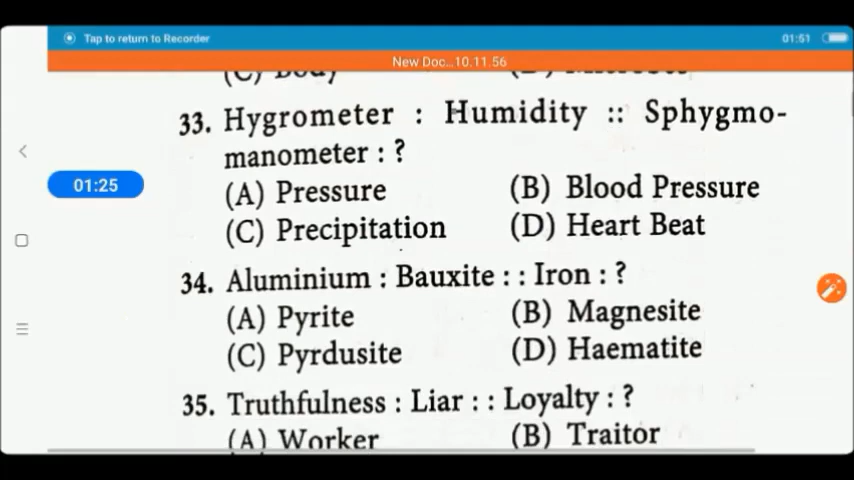 Tap to return to Recorder 01:51
New Doc...10.11.56
(C) Body
33. Hygrometer : Humidity :: Sphygmo-
manometer : ?
01:25
(A) Pressure (B) Blood Pressure
(C) Precipitation (D) Heart Beat
34. Aluminium : Bauxite : : Iron : ?
(A) Pyrite (B) Magnesite
(C) Pyrdusite (D) Haematite
35. Truthfulness : Liar : : Loyalty : ?
(A) Worker (B) Traitor